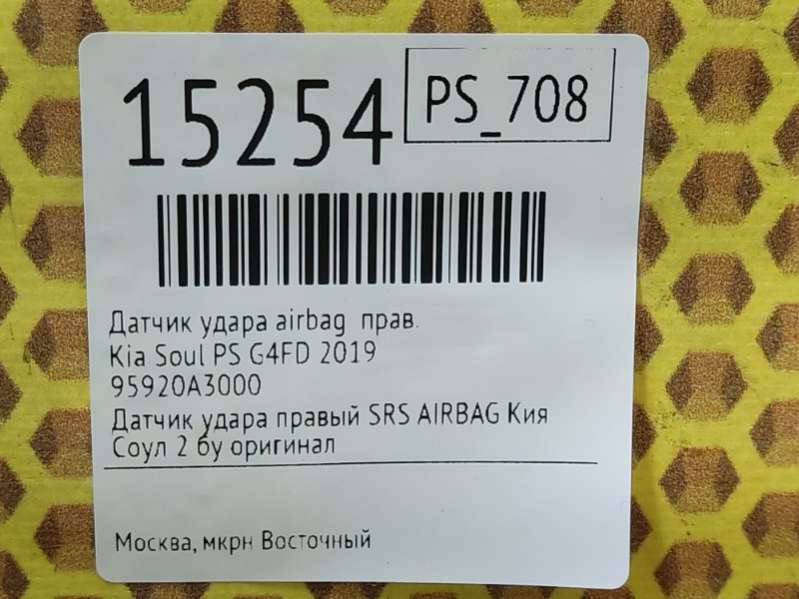 15254
PS_708
Датчик удара airbag прав.
Kia Soul PS G4FD 2019
95920A3000
Датчик удара правый SRS AIRBAG Кия
Соул 2 бу оригинал
Москва, мкрн Восточный